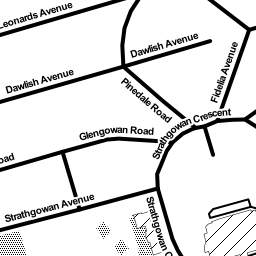 Leonards Avenue
Dawlish Avenue
Fidelia Avenue
Dawlish Avenue
Pinedale Road
Strathgowan Crescent
Glengowan Road
oad
Strathgowan Avenue
Strathgowan C